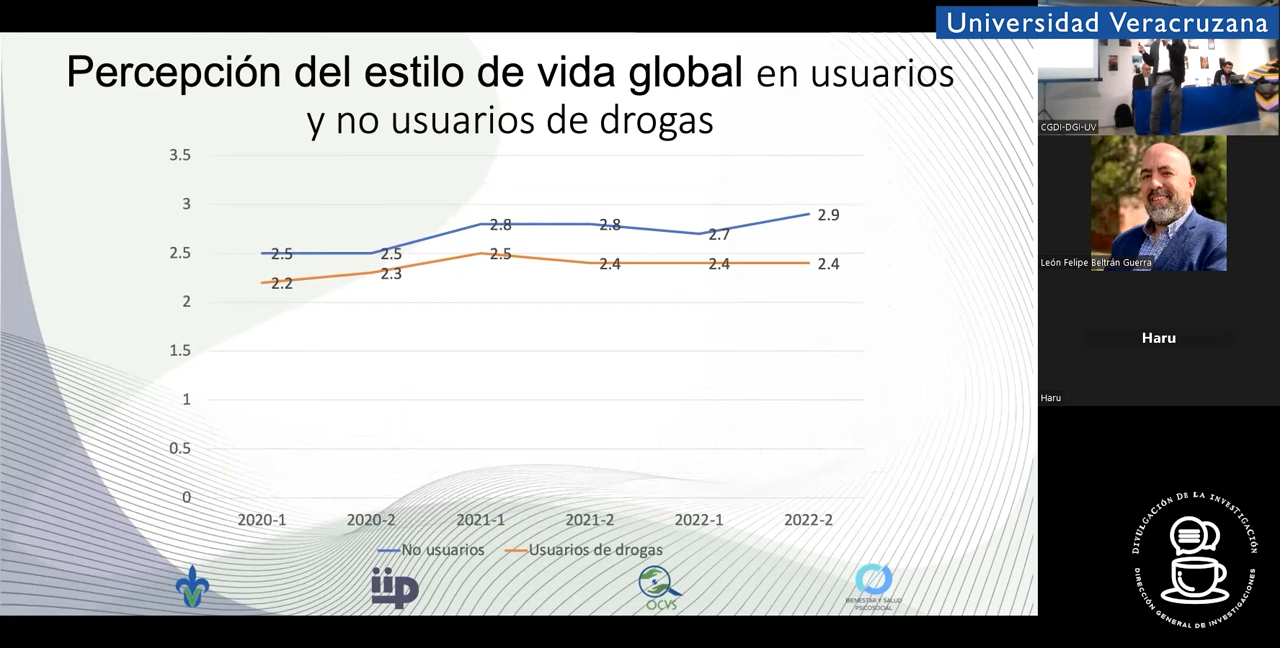 Universidad Veracruzana
Percepción del estilo de vida global en usuarios
y no usuarios de drogas
3.5
3
2.5
2
1.5
1
0.5
0
2.5
2.5
2.8
2.8
2.7
2.9
2.2
2.3
2.5
2.4
2.4
2.4
2020-1
2020-2
2021-1
2021-2
2022-1
2022-2
No usuarios
Usuarios de drogas
iip
OCVS
BIENESTAR Y SALUD
PSICOSOCIAL
CGDI-DGI-UV
León Felipe Beltrán Guerra
Haru
Haru
DIVULGACIÓN DE LA INVESTIGACIÓN
DIRECCIÓN GENERAL DE INVESTIGACIONES